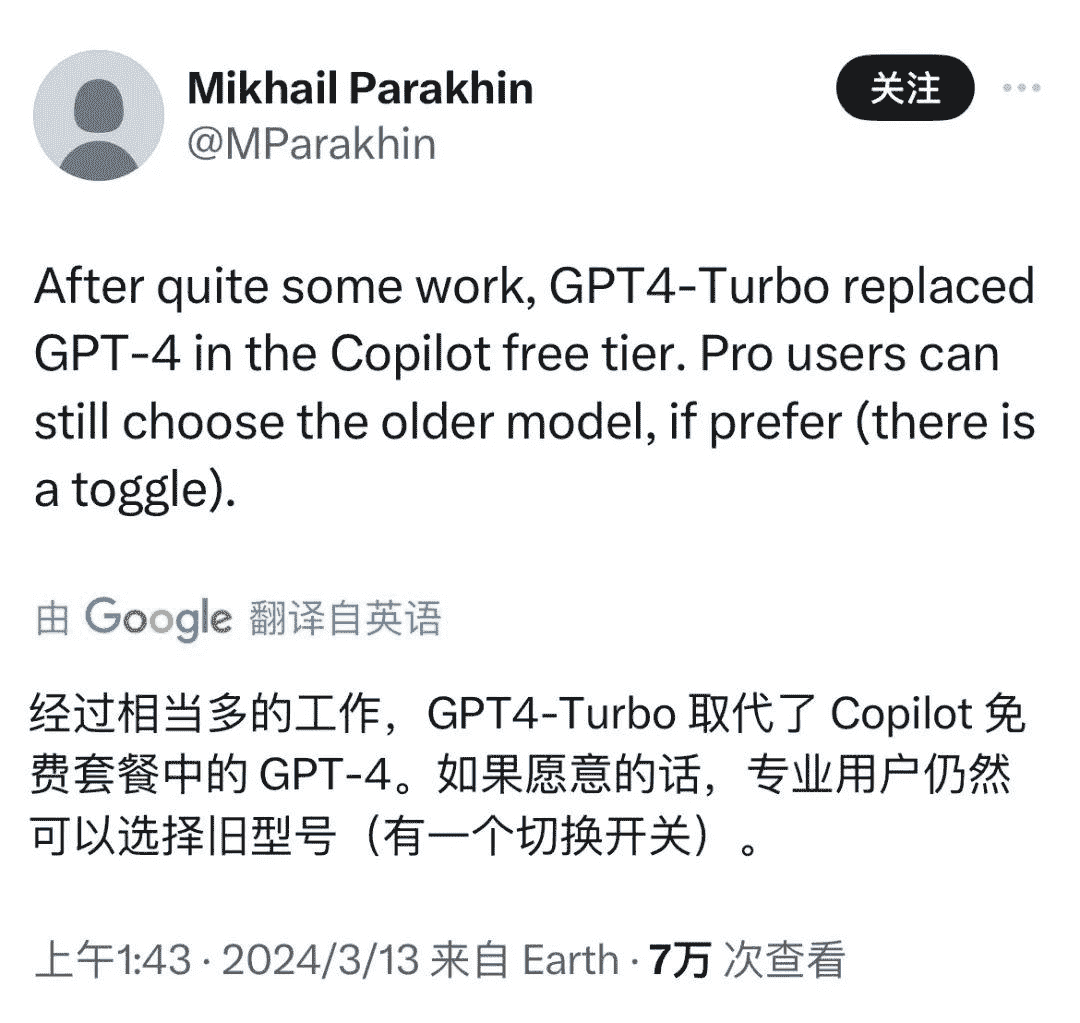 Mikhail Parakhin
关注
@MParakhin
After quite some work, GPT4-Turbo replaced
GPT-4 in the Copilot free tier. Pro users can
still choose the older model, if prefer (there is
a toggle).
由 Google 翻译自英语
经过相当多的工作，GPT4-Turbo 取代了 Copilot 免
费套餐中的 GPT-4。如果愿意的话，专业用户仍然
可以选择旧型号（有一个切换开关）。
上午1:43 · 2024/3/13 来自 Earth · 7万 次查看